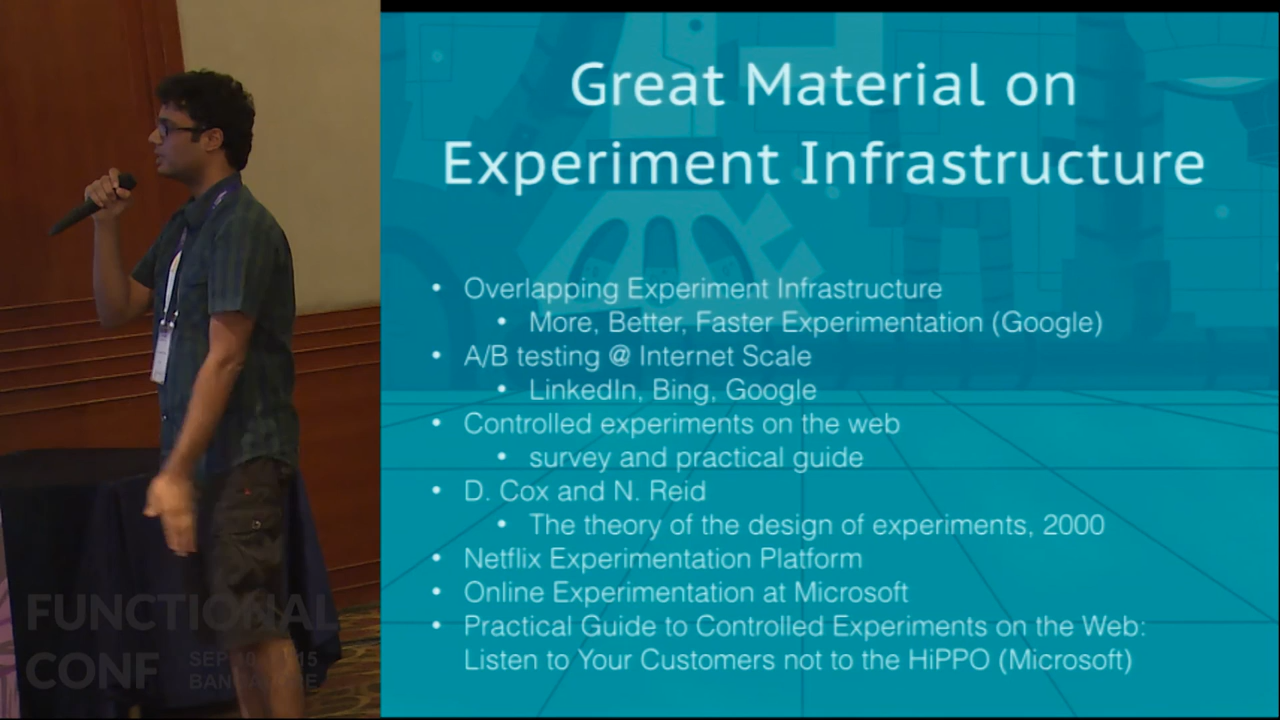 Great Material on
Experiment Infrastructure
• Overlapping Experiment Infrastructure
• More, Better, Faster Experimentation (Google)
• A/B testing @ Internet Scale
• LinkedIn, Bing, Google
• Controlled experiments on the web
• survey and practical guide
• D. Cox and N. Reid
• The theory of the design of experiments, 2000
• Netflix Experimentation Platform
• Online Experimentation at Microsoft
• Practical Guide to Controlled Experiments on the Web:
Listen to Your Customers not to the HiPPO (Microsoft)
FUNCTIONAL
CONF
SEP